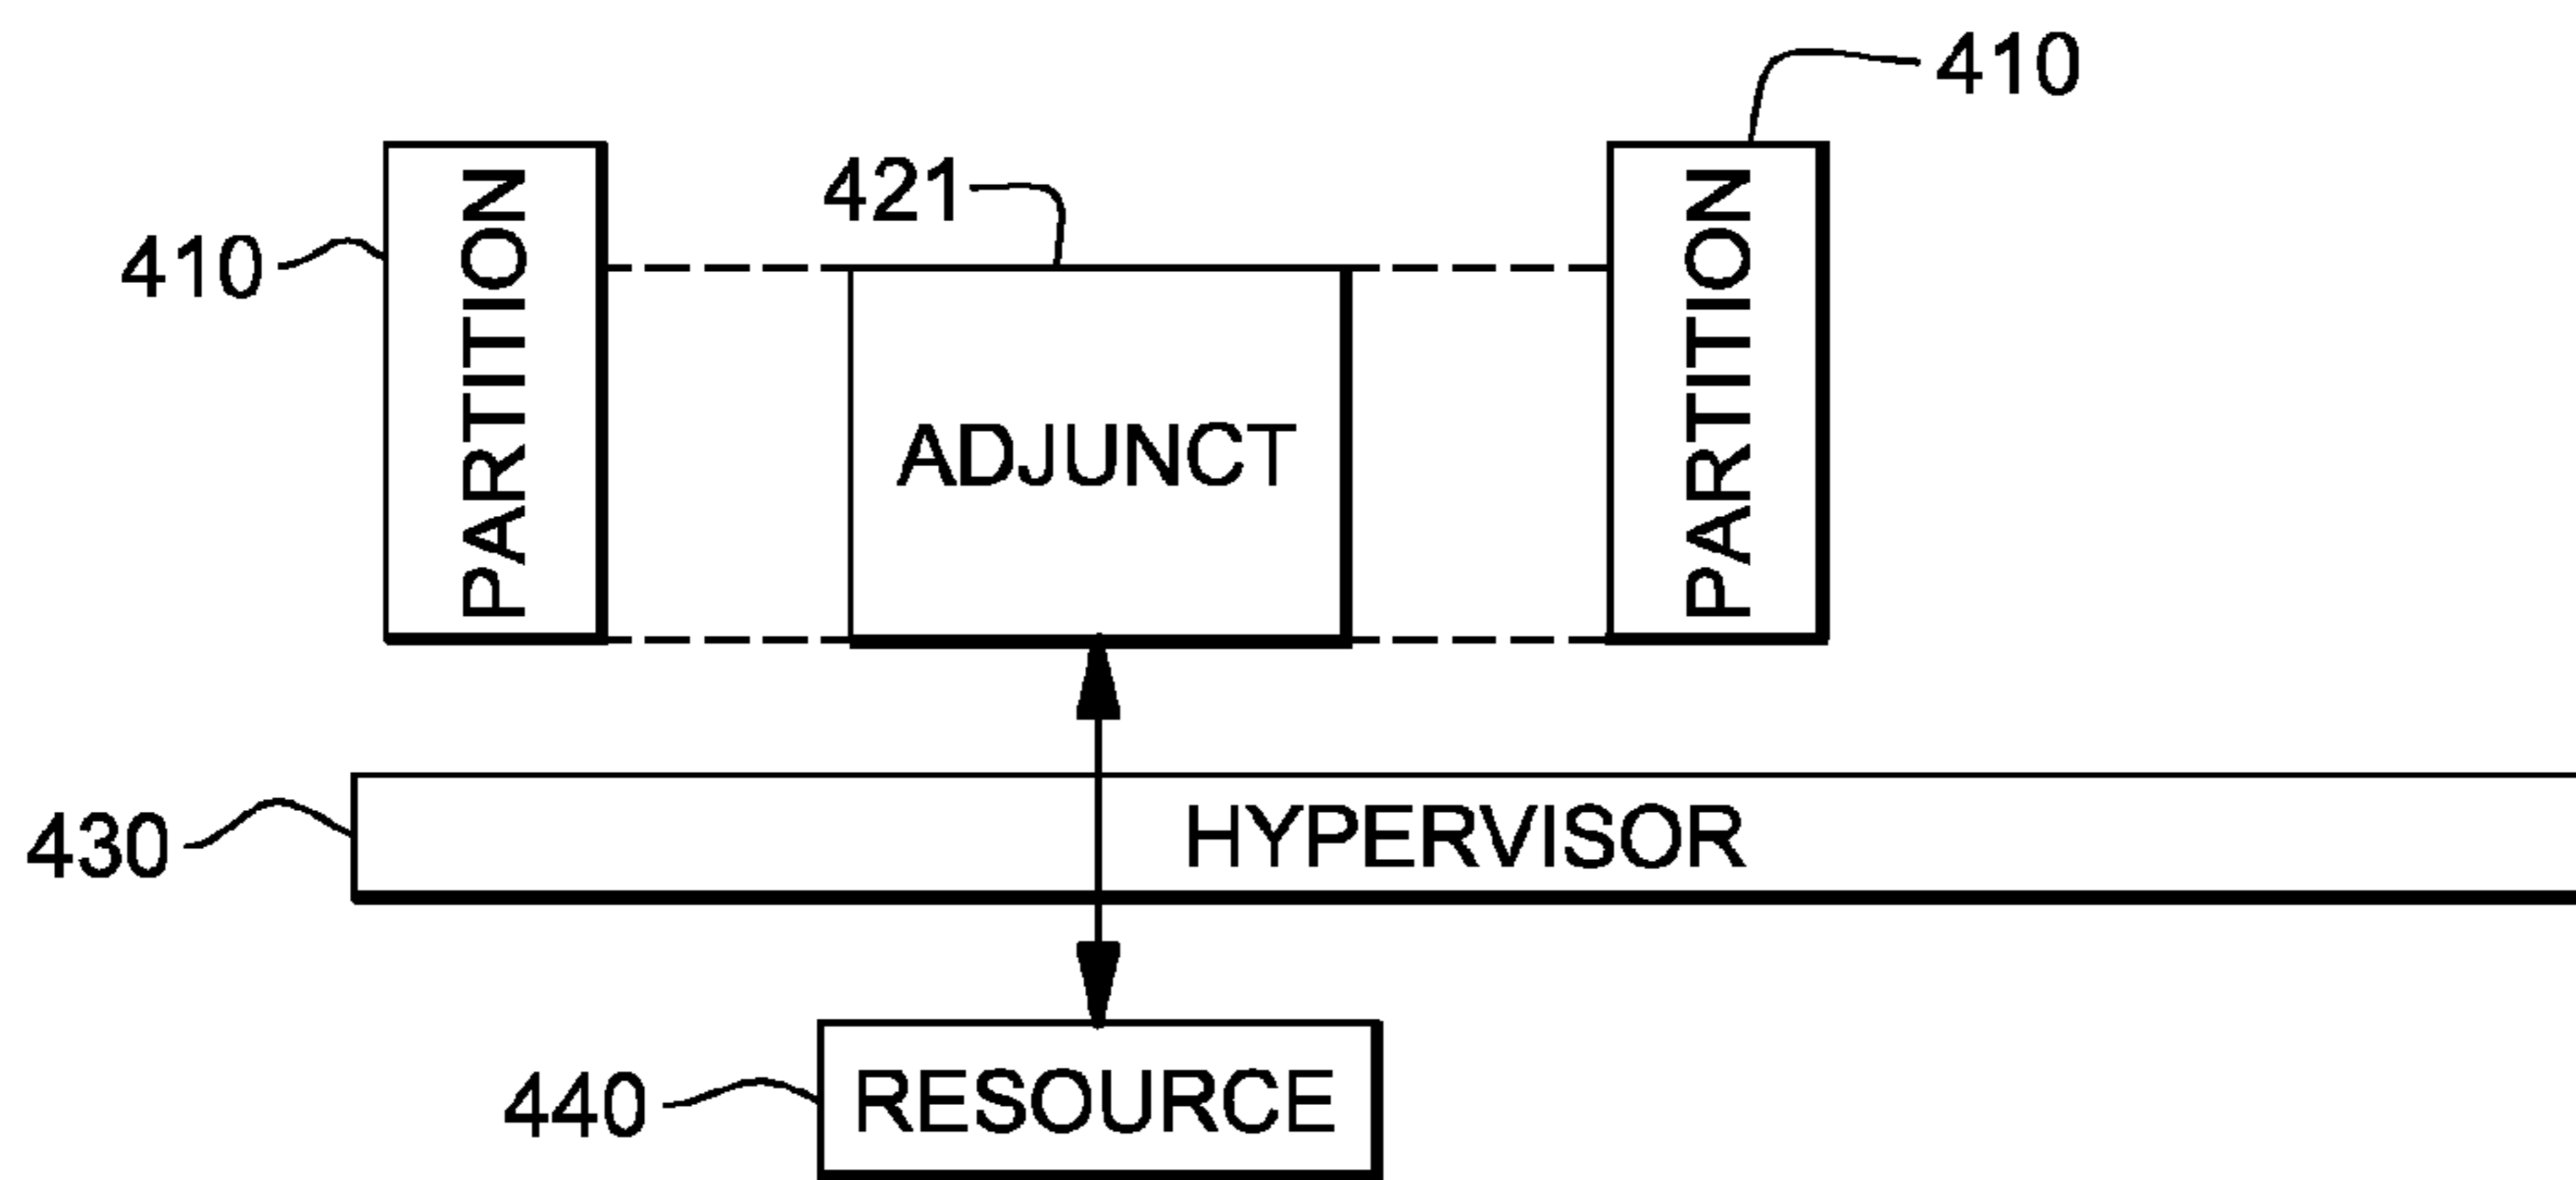 410
421
410
PARTITION
ADJUNCT
PARTITION
430
HYPERVISOR
440
RESOURCE